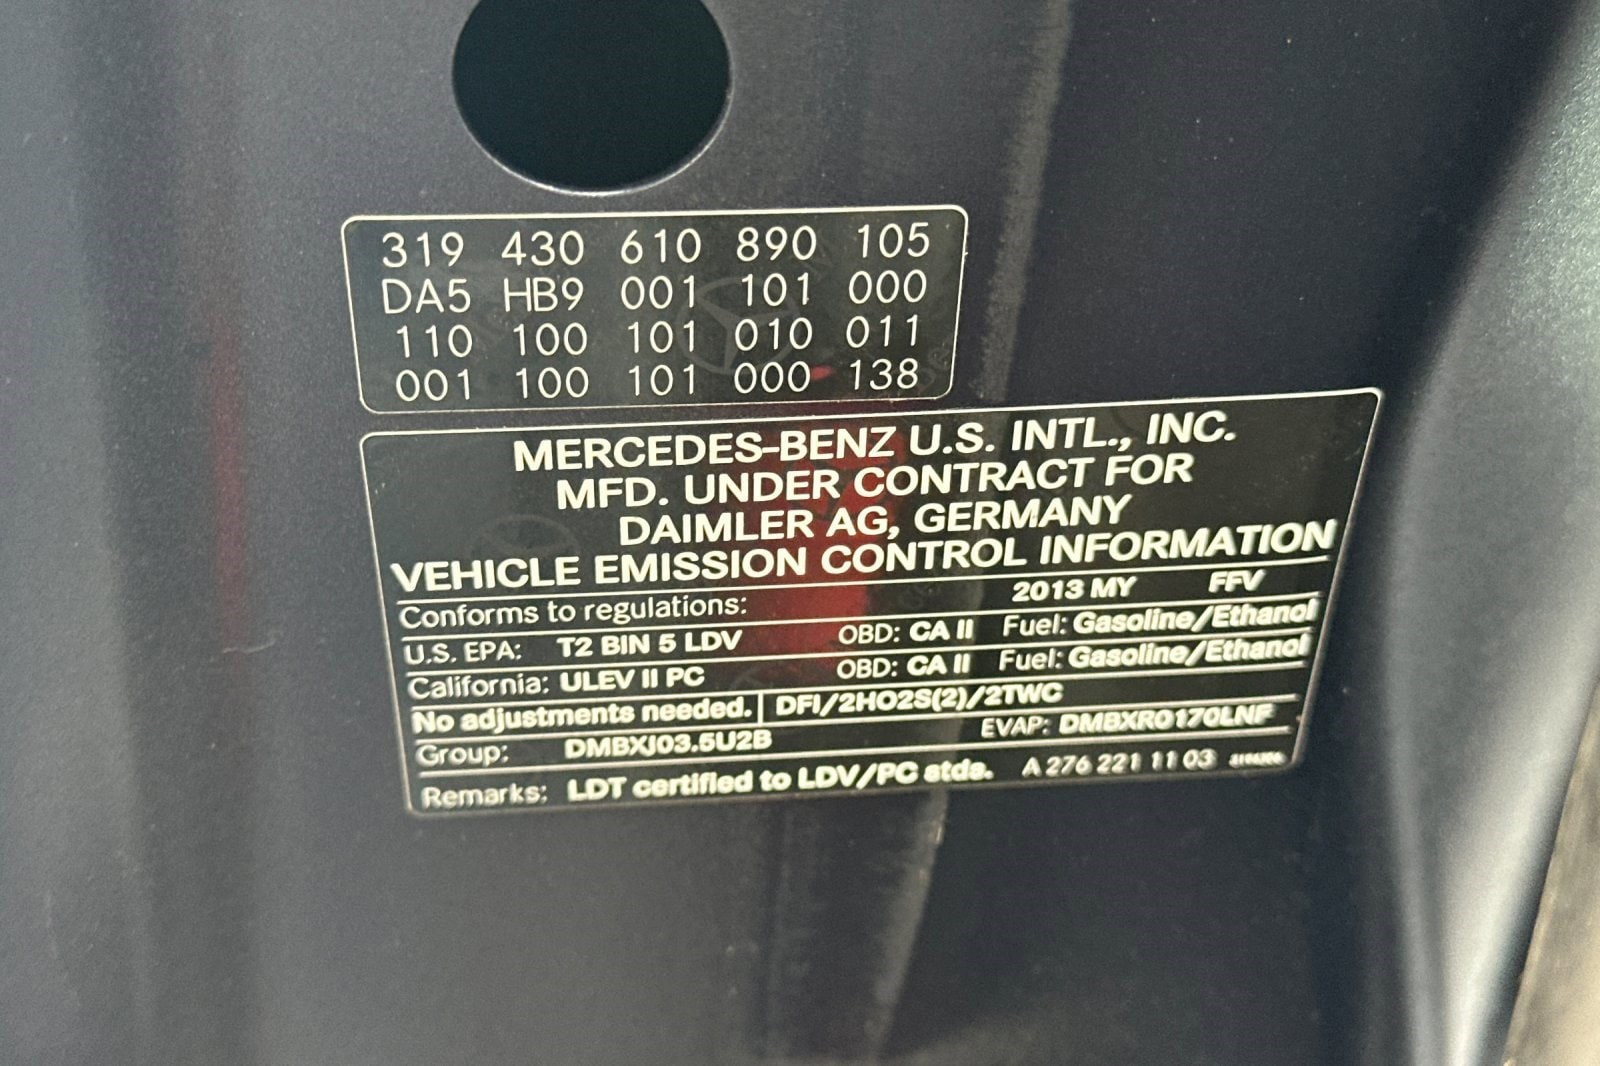 319 430 610 890 105
DA5 HB9 001 101 000
110 100 101 010 011
001 100 101 000 138
MERCEDES-BENZ U.S. INTL., INC.
MFD. UNDER CONTRACT FOR
DAIMLER AG, GERMANY
VEHICLE EMISSION CONTROL INFORMATION
Conforms to regulations: 2013 MY FFV
U.S. EPA: T2 BIN 5 LDV OBD: CA II Fuel: Gasoline/Ethanol
California: ULEV II PC OBD: CA II Fuel: Gasoline/Ethanol
No adjustments needed. DFI/2HO2S(2)/2TWC
Group: DMBXJ03.5U2B EVAP: DMBXR0170LNF
Remarks: LDT certified to LDV/PC stds. A 276 221 11 03